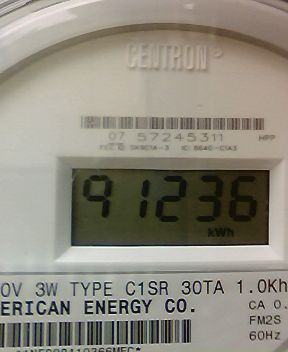 CENTRON®
07 57245311 HPP
91236
kWh
0V 3W TYPE C1SR 30TA 1.0Kh
ERICAN ENERGY CO.
CA 0.
FM2S
60Hz